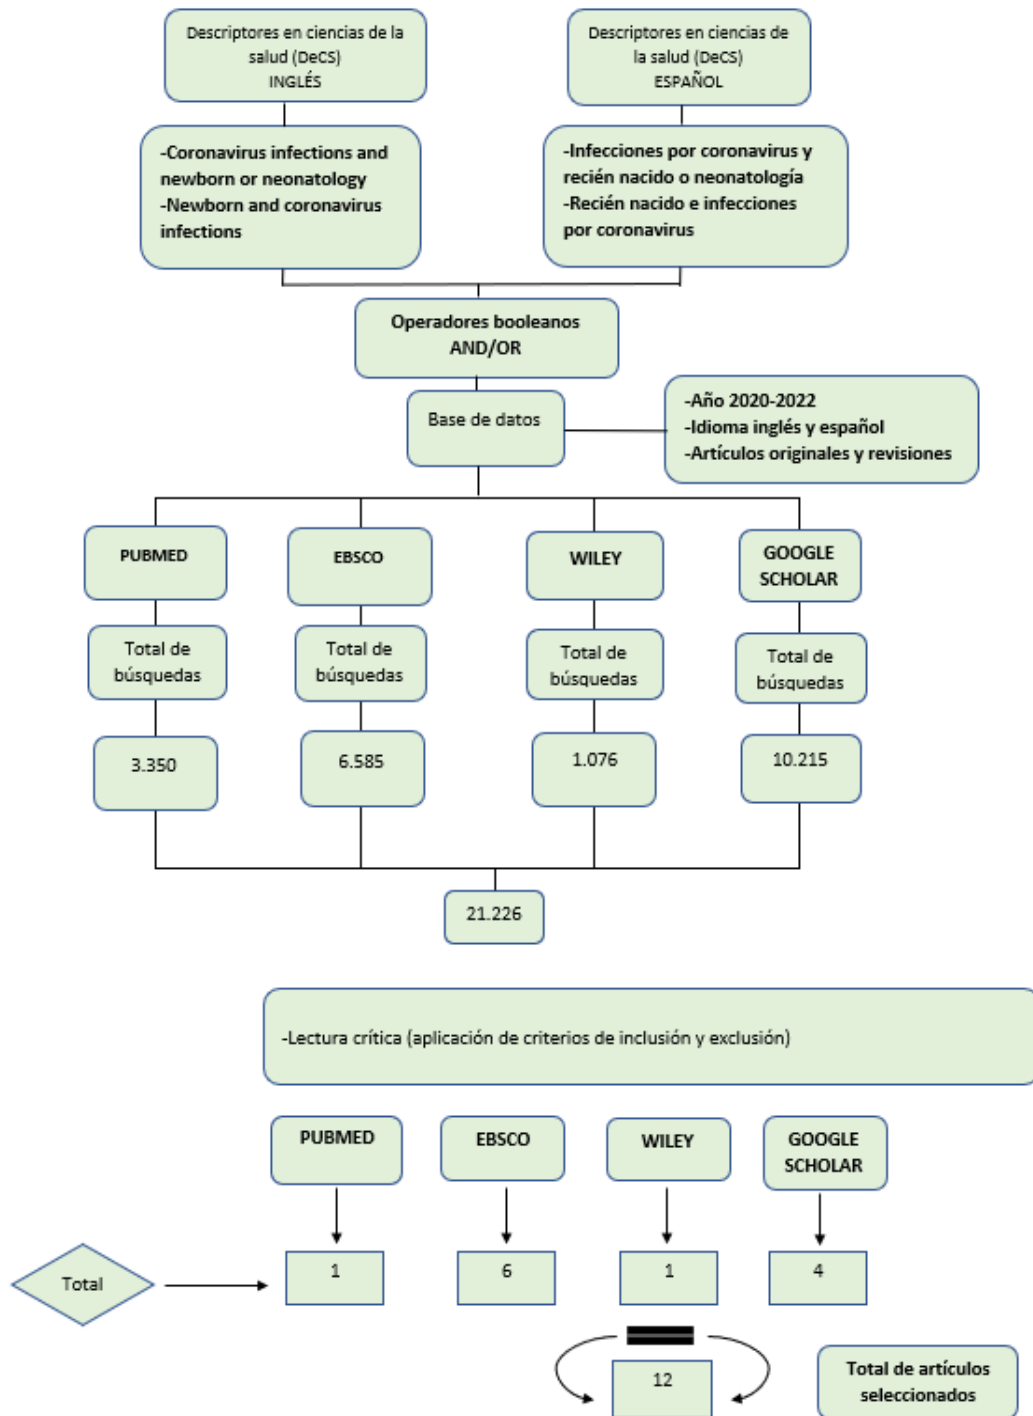 Descriptores en ciencias de la
salud (DeCS)
INGLÉS
Descriptores en ciencias de
la salud (DeCS)
ESPAÑOL
-Coronavirus infections and
newborn or neonatology
-Newborn and coronavirus
infections
-Infecciones por coronavirus y
recién nacido o neonatología
-Recién nacido e infecciones
por coronavirus
Operadores booleanos
AND/OR
Base de datos
-Año 2020-2022
-Idioma inglés y español
-Artículos originales y revisiones
PUBMED
EBSCO
WILEY
GOOGLE
SCHOLAR
Total de
búsquedas
Total de
búsquedas
Total de
búsquedas
Total de
búsquedas
3.350
6.585
1.076
10.215
21.226
-Lectura crítica (aplicación de criterios de inclusión y exclusión)
PUBMED
EBSCO
WILEY
GOOGLE
SCHOLAR
Total
1
6
1
4
12
Total de artículos
seleccionados